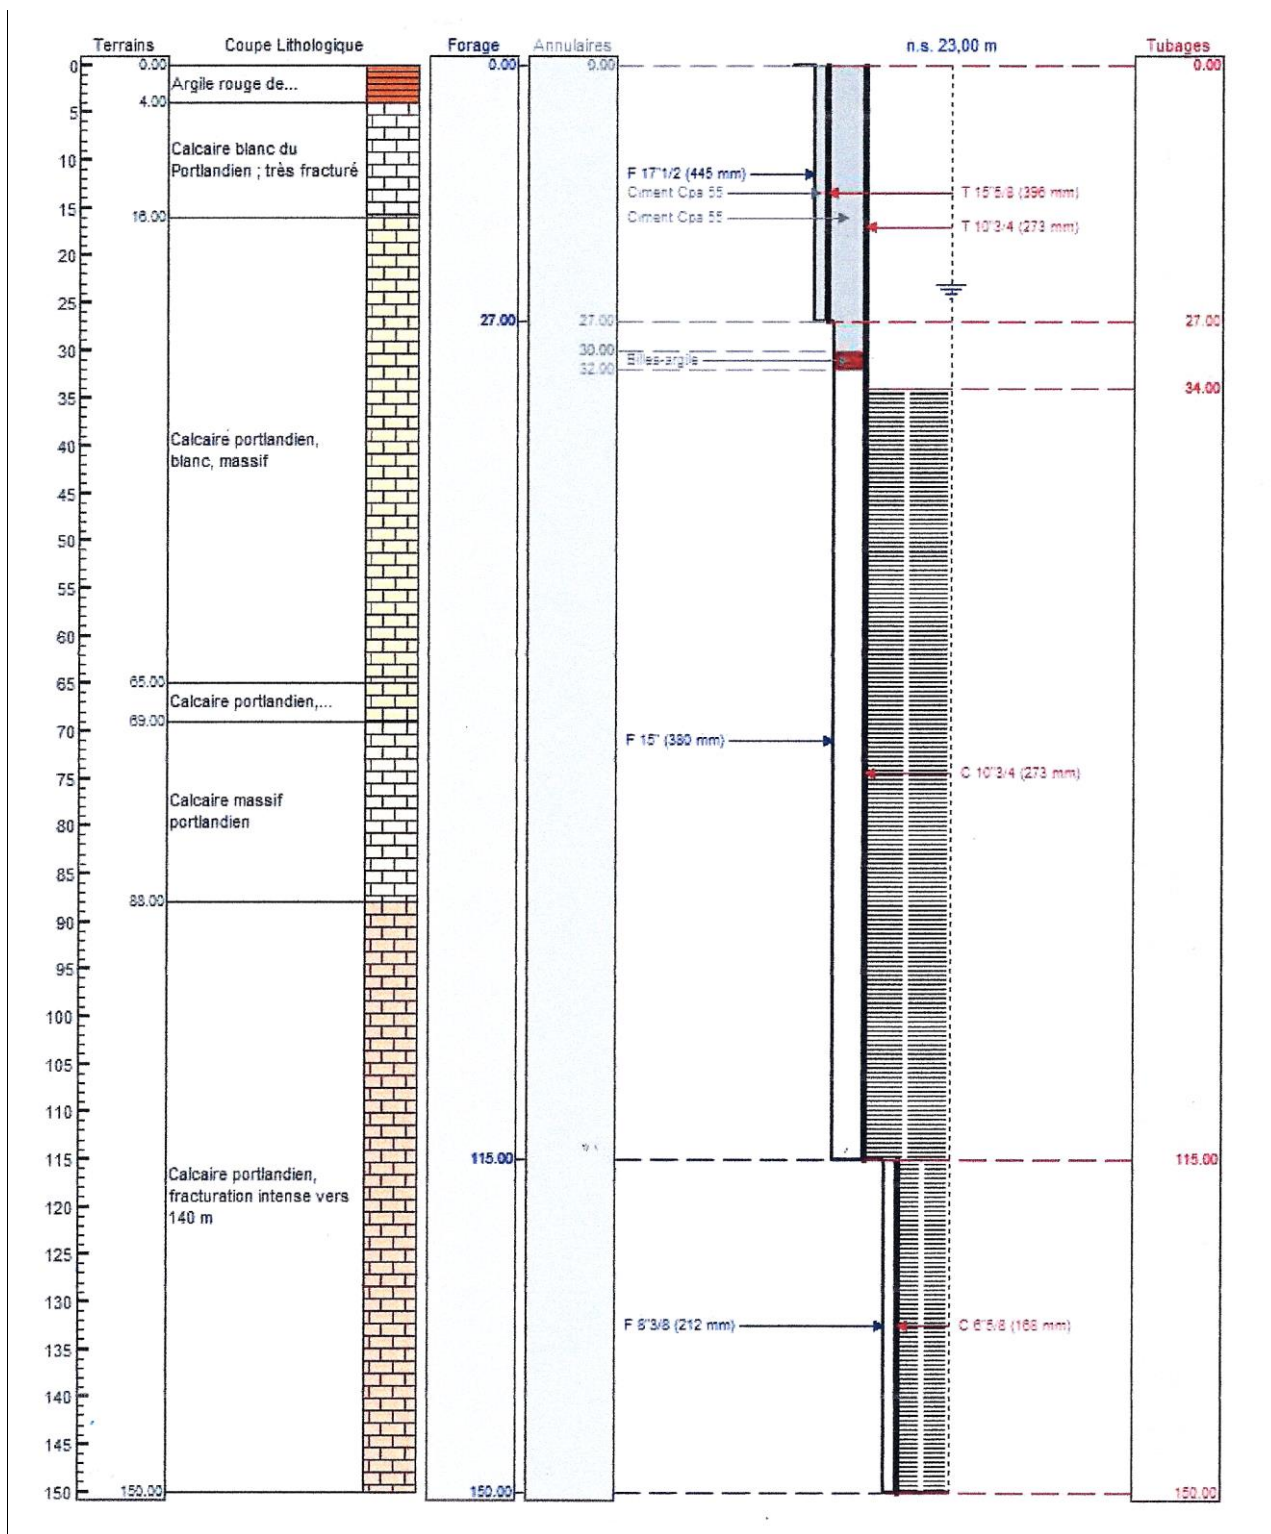 Terrains
Coupe Lithologique
Forage
Annulaires
n.s. 23,00 m
Tubages
0
0.00
0.00
0.00
0.00
Argile rouge de...
4.00
5
Calcaire blanc du
Portlandien ; très fracturé
10
F 17"1/2 (445 mm)
Ciment Cpa 55
T 15"5/8 (396 mm)
15
16.00
Ciment Cpa 55
T 10"3/4 (273 mm)
20
25
27.00
27.00
27.00
30
30.00
Billes-argile
32.00
34.00
35
40
Calcaire portlandien,
blanc, massif
45
50
55
60
65
65.00
Calcaire portlandien,...
69.00
70
F 15" (380 mm)
75
C 10"3/4 (273 mm)
Calcaire massif
portlandien
80
85
88.00
90
95
100
105
110
115
115.00
115.00
Calcaire portlandien,
fracturation intense vers
140 m
120
125
130
F 8"3/8 (212 mm)
C 6"5/8 (168 mm)
135
140
145
150
150.00
150.00
150.00